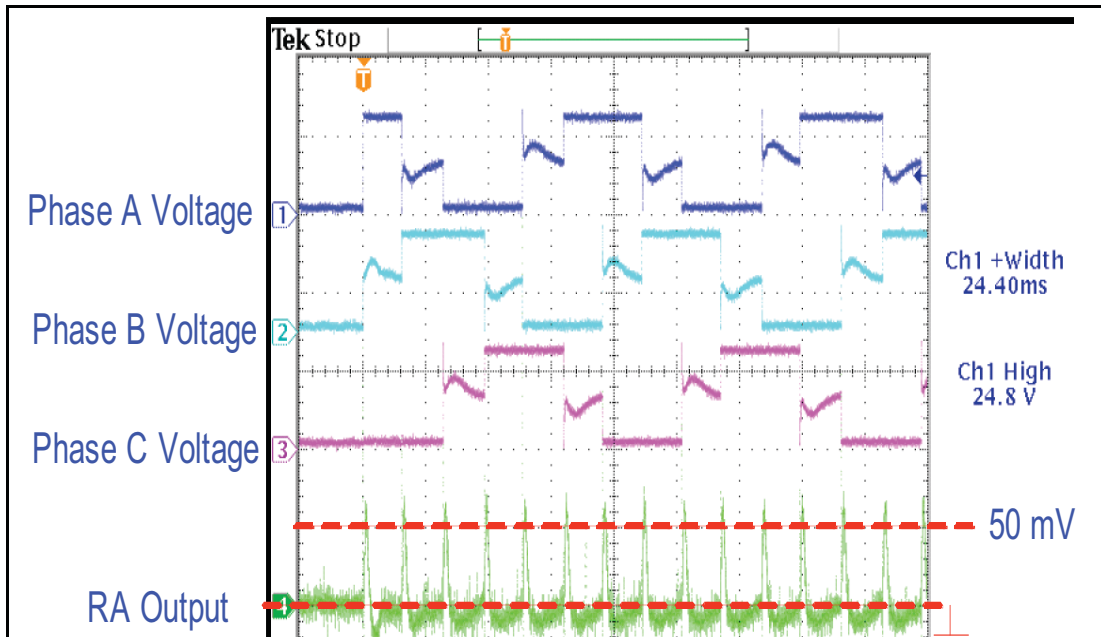 Tek Stop
T
T
Phase A Voltage
1
Ch1 +Width
24.40ms
Phase B Voltage
2
Ch1 High
24.8 V
Phase C Voltage
3
50 mV
RA Output
4